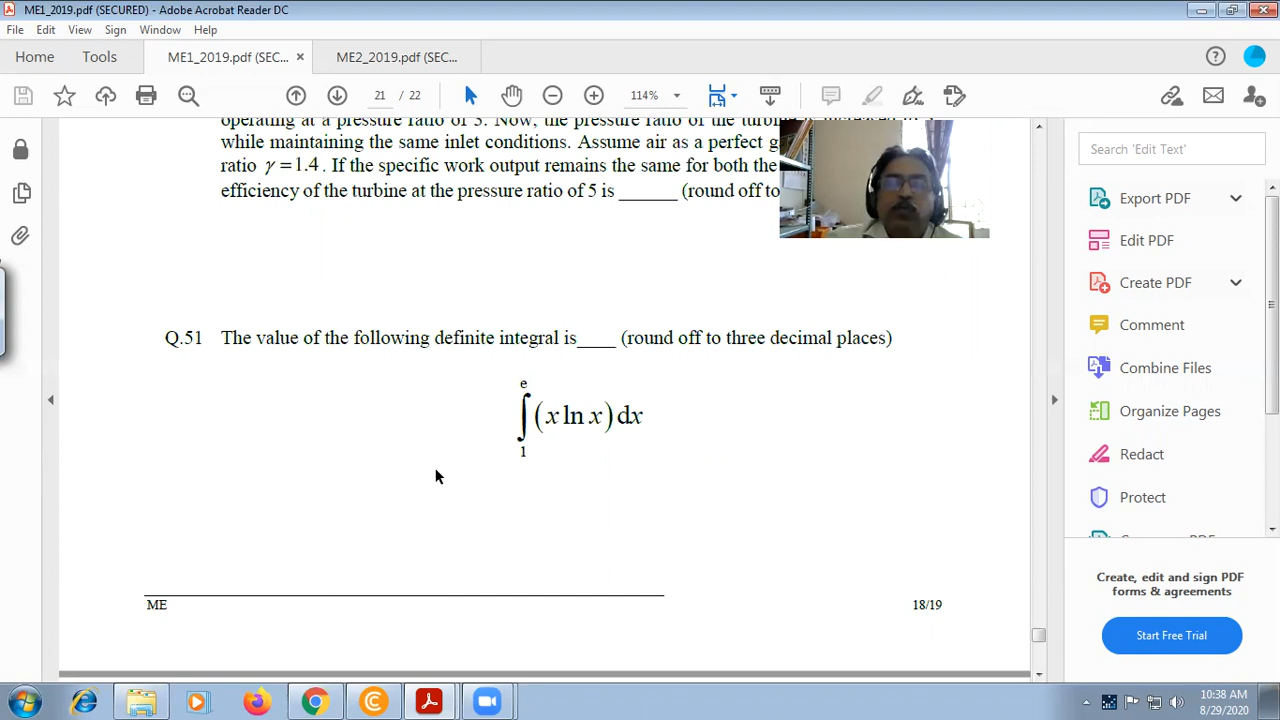 ME1_2019.pdf (SECURED) - Adobe Acrobat Reader DC
File Edit View Sign Window Help
Home Tools ME1_2019.pdf (SEC... × ME2_2019.pdf (SEC...
21 / 22 114%
Search 'Edit Text'
Export PDF
Edit PDF
Create PDF
Comment
Combine Files
Organize Pages
Redact
Protect
Create, edit and sign PDF
forms & agreements
Start Free Trial
operating at a pressure ratio of 3. Now, the pressure ratio of the turbine is increased to 5
while maintaining the same inlet conditions. Assume air as a perfect g
ratio γ = 1.4 . If the specific work output remains the same for both the
efficiency of the turbine at the pressure ratio of 5 is ______ (round off to
Q.51 The value of the following definite integral is____ (round off to three decimal places)
e
∫ (x ln x) dx
1
ME 18/19
10:38 AM
8/29/2020